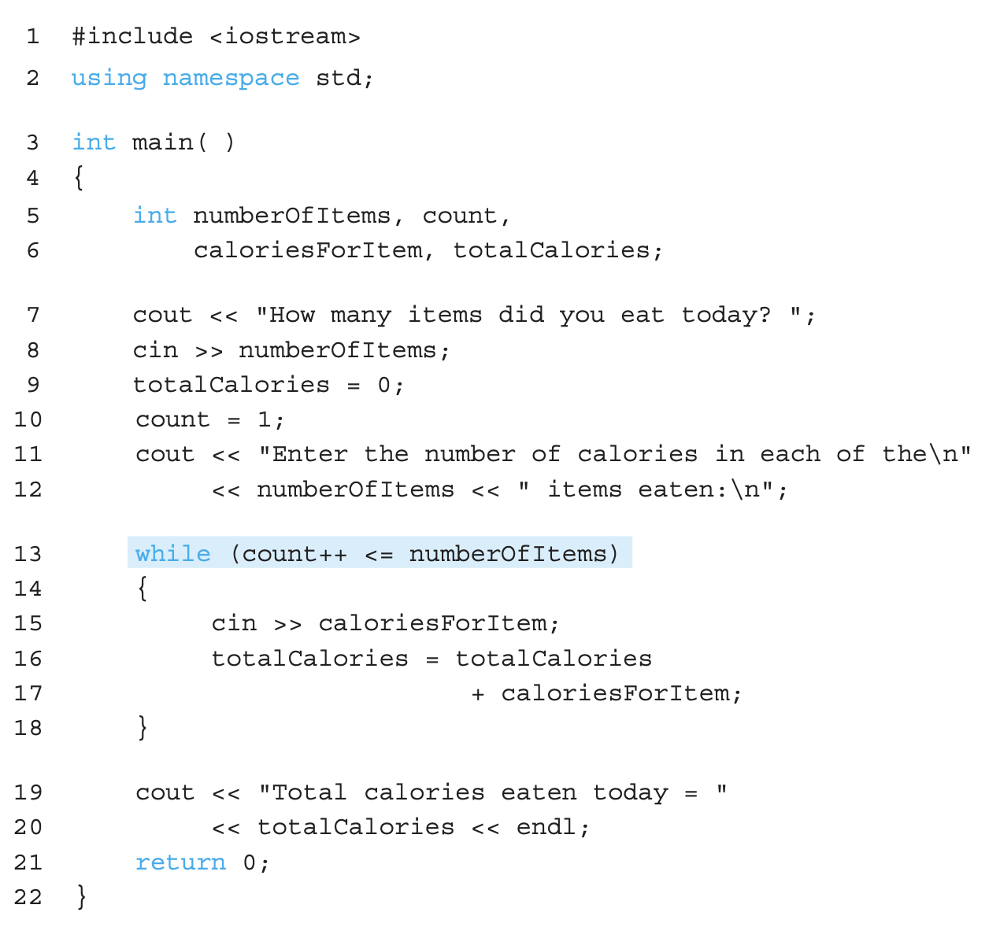 1 #include <iostream>
2 using namespace std;
3 int main( )
4 {
5 int numberOfItems, count,
6 caloriesForItem, totalCalories;
7 cout << "How many items did you eat today? ";
8 cin >> numberOfItems;
9 totalCalories = 0;
10 count = 1;
11 cout << "Enter the number of calories in each of the\n"
12 << numberOfItems << " items eaten:\n";
13 while (count++ <= numberOfItems)
14 {
15 cin >> caloriesForItem;
16 totalCalories = totalCalories
17 + caloriesForItem;
18 }
19 cout << "Total calories eaten today = "
20 << totalCalories << endl;
21 return 0;
22 }